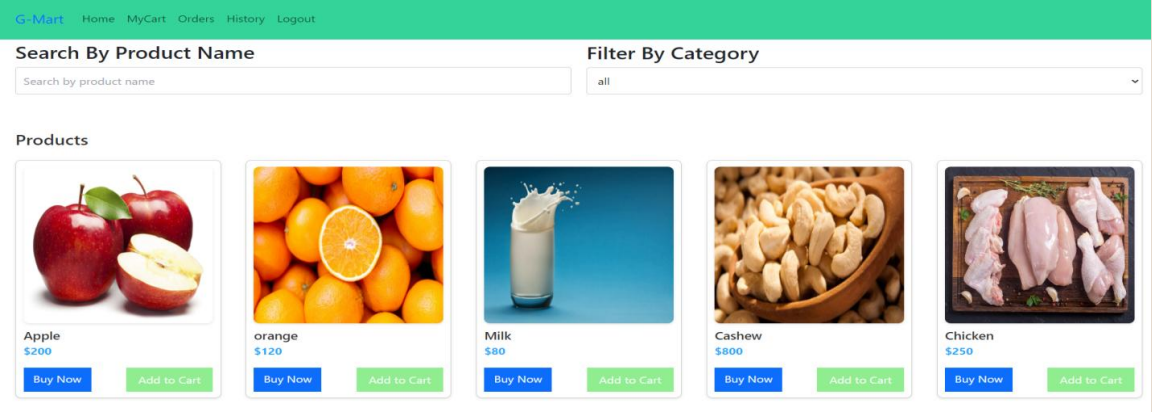 G-Mart Home MyCart Orders History Logout
Search By Product Name Filter By Category
Search by product name all
Products
Apple orange Milk Cashew Chicken
$200 $120 $80 $800 $250
Buy Now Add to Cart Buy Now Add to Cart Buy Now Add to Cart Buy Now Add to Cart Buy Now Add to Cart